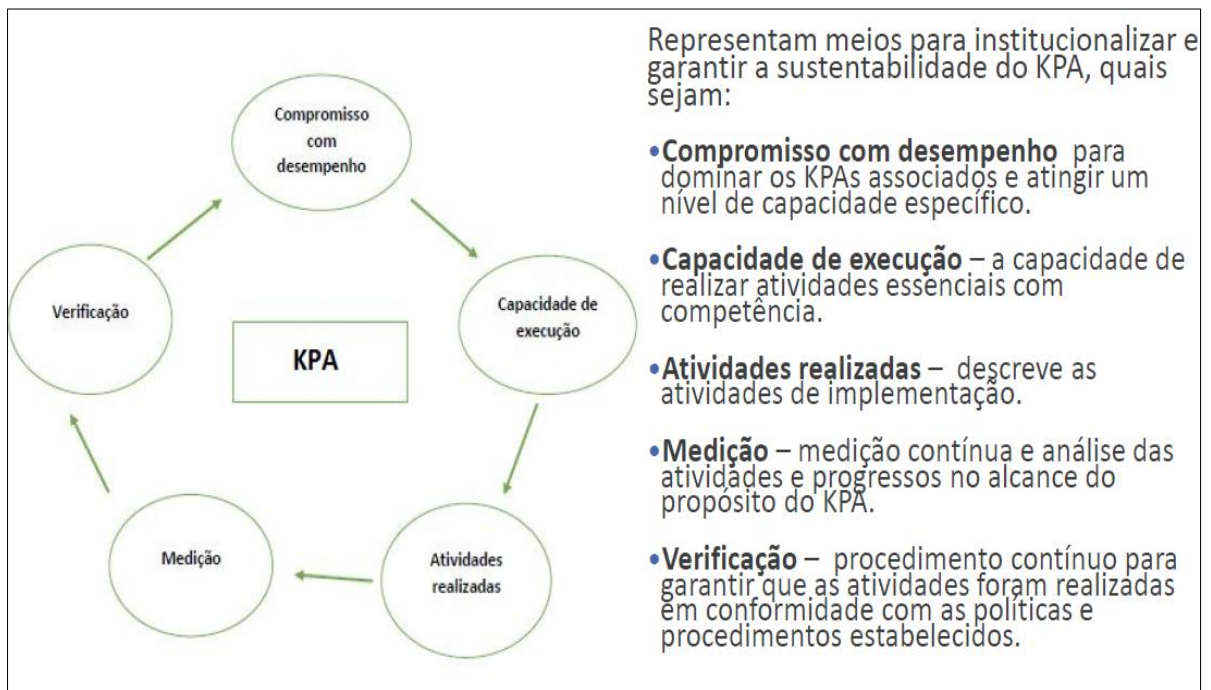 Compromisso
com
desempenho
Capacidade de
execução
Atividades
realizadas
Medição
Verificação
KPA
Representam meios para institucionalizar e
garantir a sustentabilidade do KPA, quais
sejam:
•Compromisso com desempenho para
dominar os KPAs associados e atingir um
nível de capacidade específico.
•Capacidade de execução – a capacidade de
realizar atividades essenciais com
competência.
•Atividades realizadas – descreve as
atividades de implementação.
•Medição – medição contínua e análise das
atividades e progressos no alcance do
propósito do KPA.
•Verificação – procedimento contínuo para
garantir que as atividades foram realizadas
em conformidade com as políticas e
procedimentos estabelecidos.